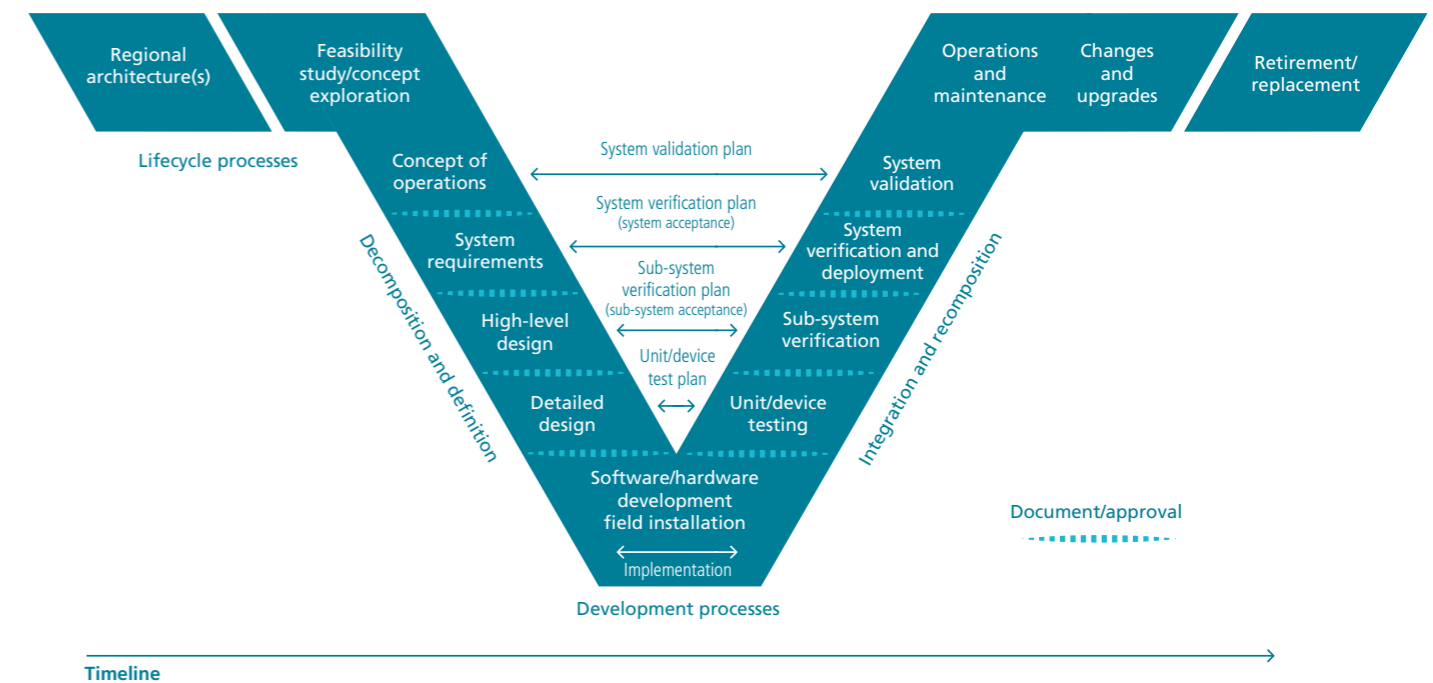 Regional
architecture(s)
Feasibility
study/concept
exploration
Operations
and
maintenance
Changes
and
upgrades
Retirement/
replacement
Lifecycle processes
Concept of
operations
System validation plan
System
validation
System verification plan
(system acceptance)
System
requirements
System
verification and
deployment
Decomposition and definition
Integration and recomposition
Sub-system
verification plan
(sub-system acceptance)
High-level
design
Sub-system
verification
Unit/device
test plan
Detailed
design
Unit/device
testing
Software/hardware
development
field installation
Implementation
Document/approval
Development processes
Timeline